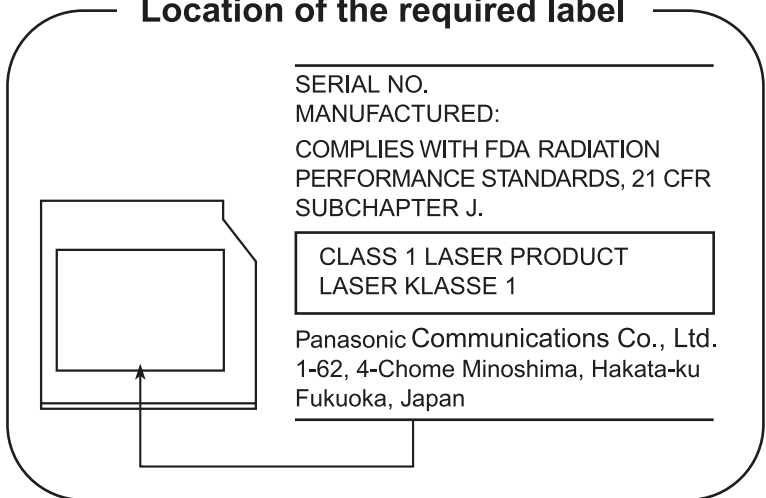 Location of the required label
SERIAL NO.
MANUFACTURED:
COMPLIES WITH FDA RADIATION
PERFORMANCE STANDARDS, 21 CFR
SUBCHAPTER J.
CLASS 1 LASER PRODUCT
LASER KLASSE 1
Panasonic Communications Co., Ltd.
1-62, 4-Chome Minoshima, Hakata-ku
Fukuoka, Japan